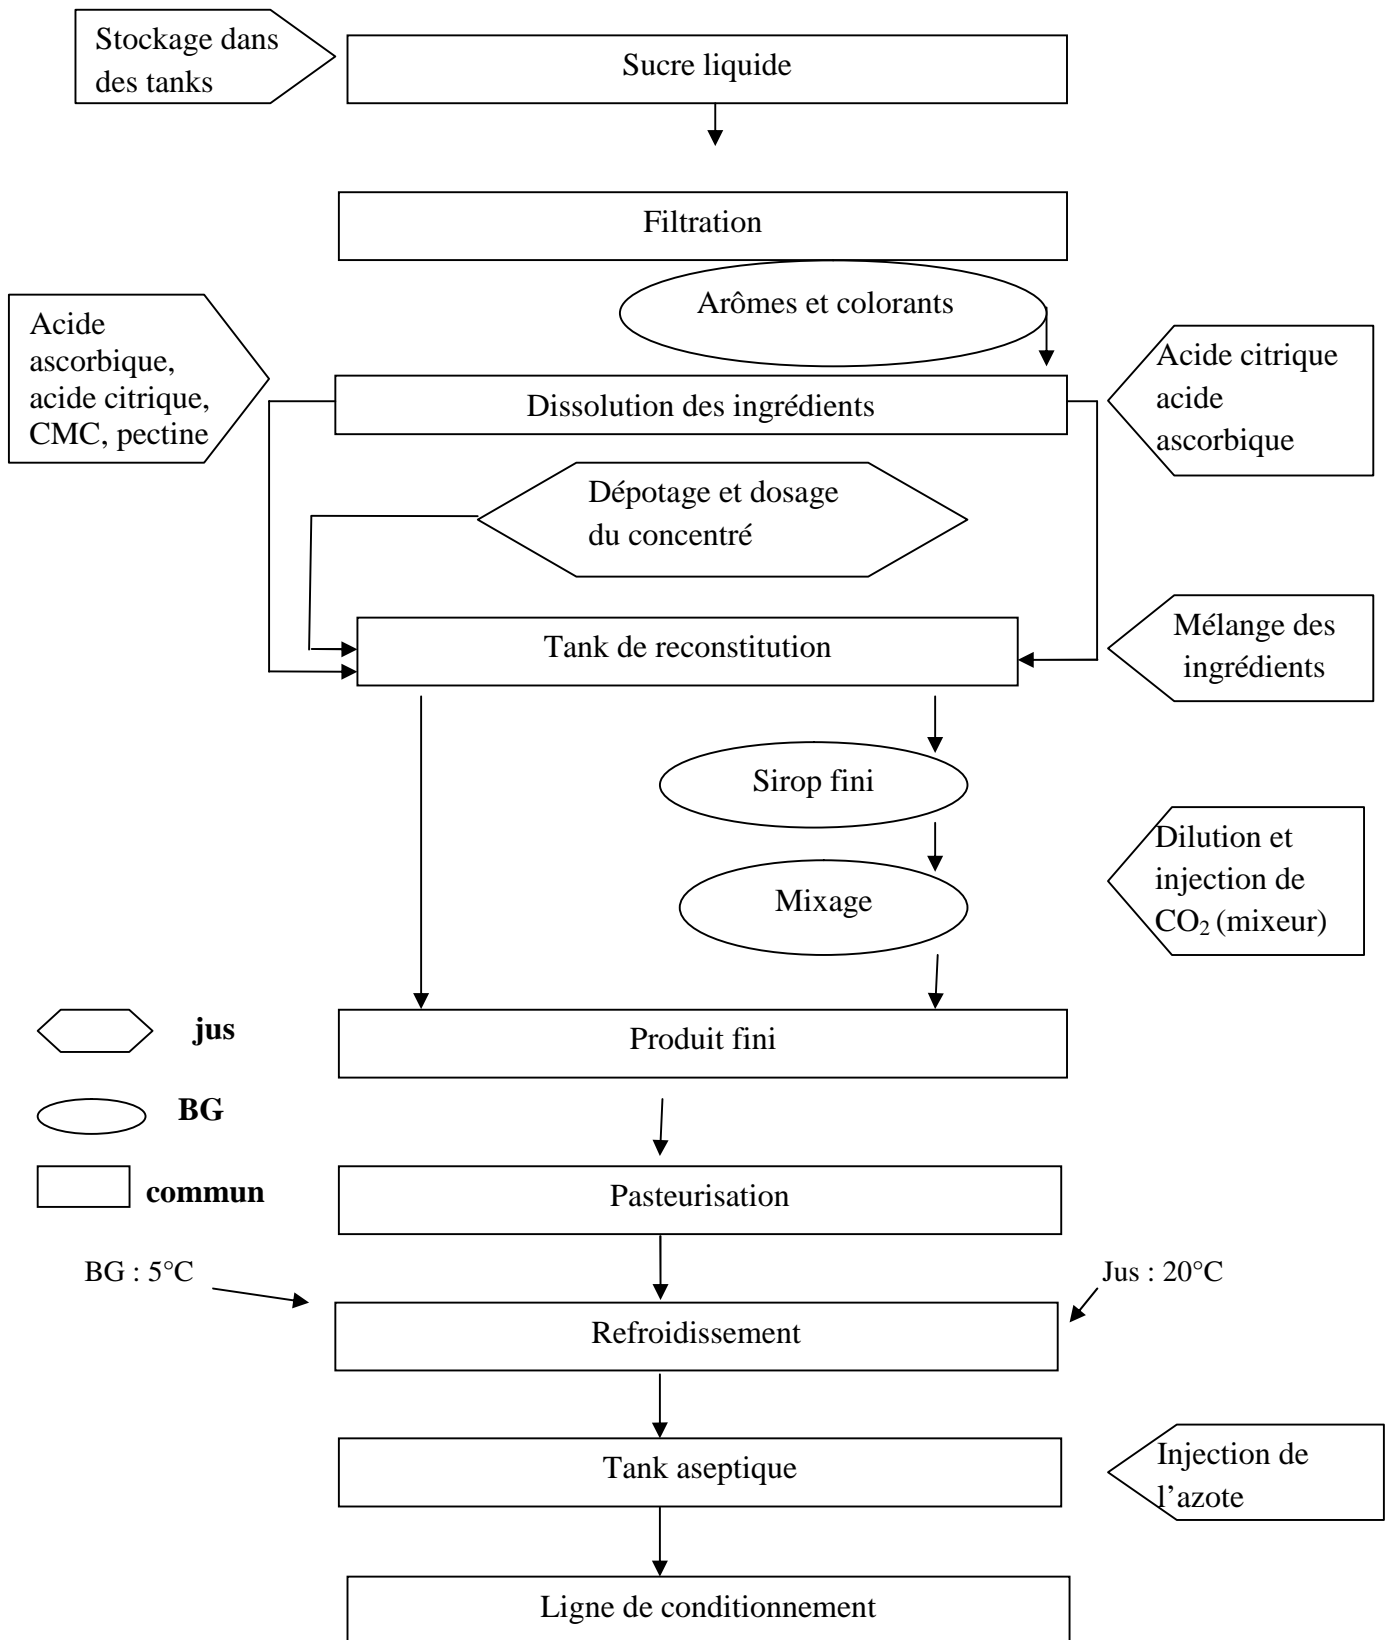 Stockage dans
des tanks
Sucre liquide
Filtration
Arômes et colorants
Acide
ascorbique,
acide citrique,
CMC, pectine
Dissolution des ingrédients
Acide citrique
acide
ascorbique
Dépotage et dosage
du concentré
Tank de reconstitution
Mélange des
ingrédients
Sirop fini
Mixage
Dilution et
injection de
CO₂ (mixeur)
Produit fini
jus
BG
commun
Pasteurisation
BG : 5°C
Jus : 20°C
Refroidissement
Tank aseptique
Injection de
l’azote
Ligne de conditionnement